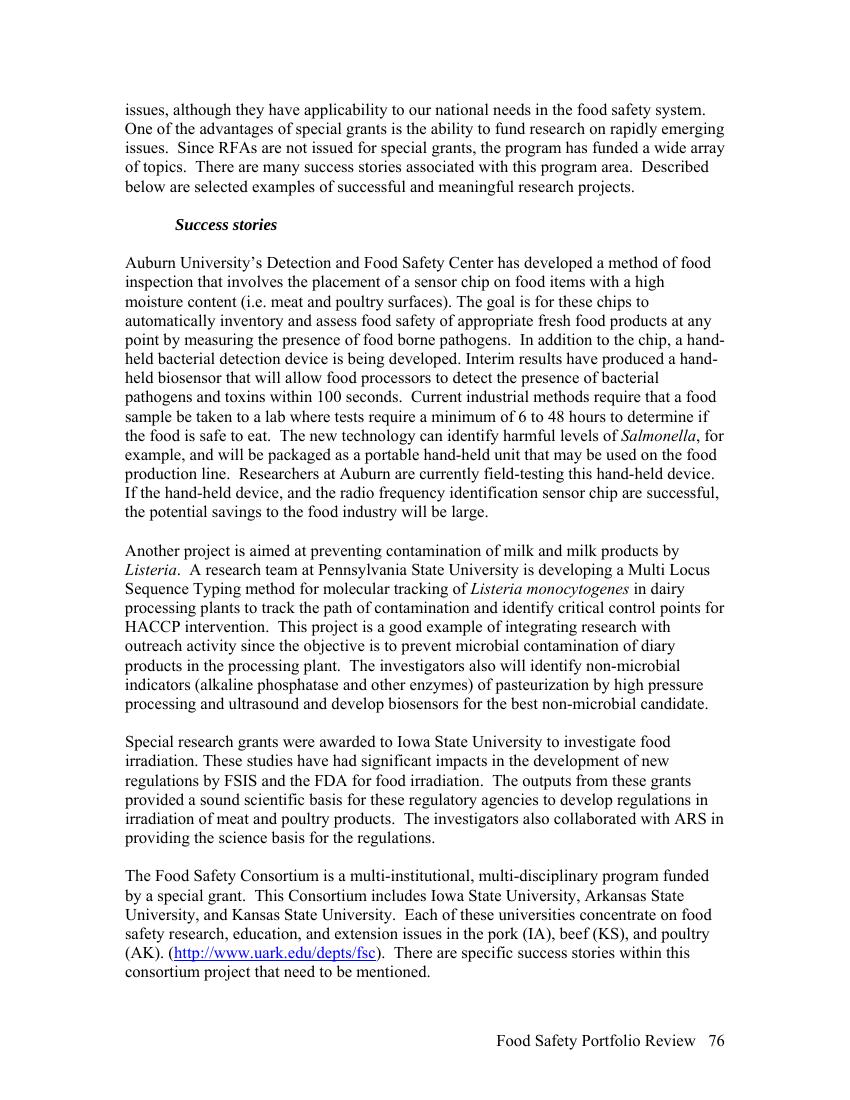 issues, although they have applicability to our national needs in the food safety system.
One of the advantages of special grants is the ability to fund research on rapidly emerging
issues.  Since RFAs are not issued for special grants, the program has funded a wide array
of topics.  There are many success stories associated with this program area.  Described
below are selected examples of successful and meaningful research projects.
Success stories
Auburn University's Detection and Food Safety Center has developed a method of food
inspection that involves the placement of a sensor chip on food items with a high
moisture content (i.e. meat and poultry surfaces). The goal is for these chips to
automatically inventory and assess food safety of appropriate fresh food products at any
point by measuring the presence of food borne pathogens.  In addition to the chip, a hand-
held bacterial detection device is being developed. Interim results have produced a hand-
held biosensor that will allow food processors to detect the presence of bacterial
pathogens and toxins within 100 seconds.  Current industrial methods require that a food
sample be taken to a lab where tests require a minimum of 6 to 48 hours to determine if
the food is safe to eat.  The new technology can identify harmful levels of Salmonella, for
example, and will be packaged as a portable hand-held unit that may be used on the food
production line.  Researchers at Auburn are currently field-testing this hand-held device.
If the hand-held device, and the radio frequency identification sensor chip are successful,
the potential savings to the food industry will be large.
Another project is aimed at preventing contamination of milk and milk products by
Listeria.  A research team at Pennsylvania State University is developing a Multi Locus
Sequence Typing method for molecular tracking of Listeria monocytogenes in dairy
processing plants to track the path of contamination and identify critical control points for
HACCP intervention.  This project is a good example of integrating research with
outreach activity since the objective is to prevent microbial contamination of diary
products in the processing plant.  The investigators also will identify non-microbial
indicators (alkaline phosphatase and other enzymes) of pasteurization by high pressure
processing and ultrasound and develop biosensors for the best non-microbial candidate.
Special research grants were awarded to Iowa State University to investigate food
irradiation. These studies have had significant impacts in the development of new
regulations by FSIS and the FDA for food irradiation.  The outputs from these grants
provided a sound scientific basis for these regulatory agencies to develop regulations in
irradiation of meat and poultry products.  The investigators also collaborated with ARS in
providing the science basis for the regulations.
The Food Safety Consortium is a multi-institutional, multi-disciplinary program funded
by a special grant.  This Consortium includes Iowa State University, Arkansas State
University, and Kansas State University.  Each of these universities concentrate on food
safety research, education, and extension issues in the pork (IA), beef (KS), and poultry
(AK). (http://www.uark.edu/depts/fsc).  There are specific success stories within this
consortium project that need to be mentioned.
Food Safety Portfolio Review   76